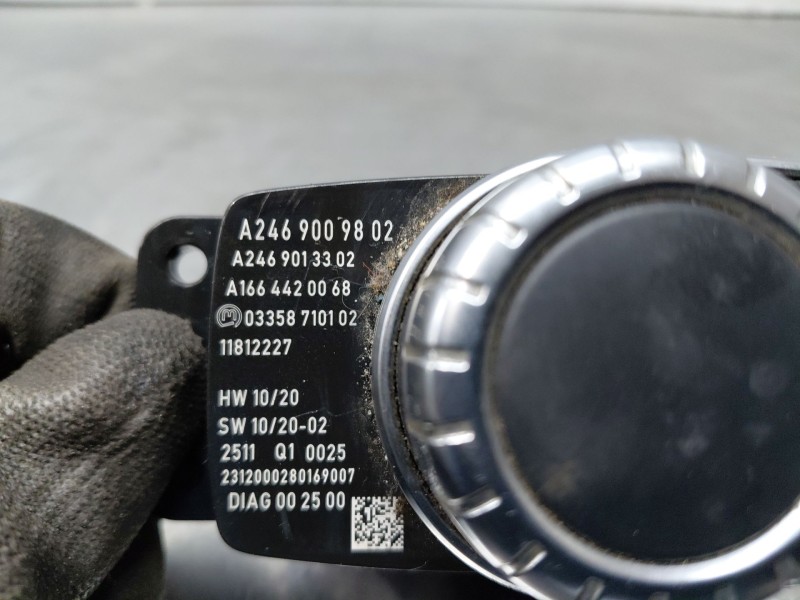 A246 900 98 02
A246 901 33 02
A166 442 00 68
M 03358 7101 02
11812227
HW 10/20
SW 10/20-02
2511 Q1 0025
2312000280169007
DIAG 00 25 00